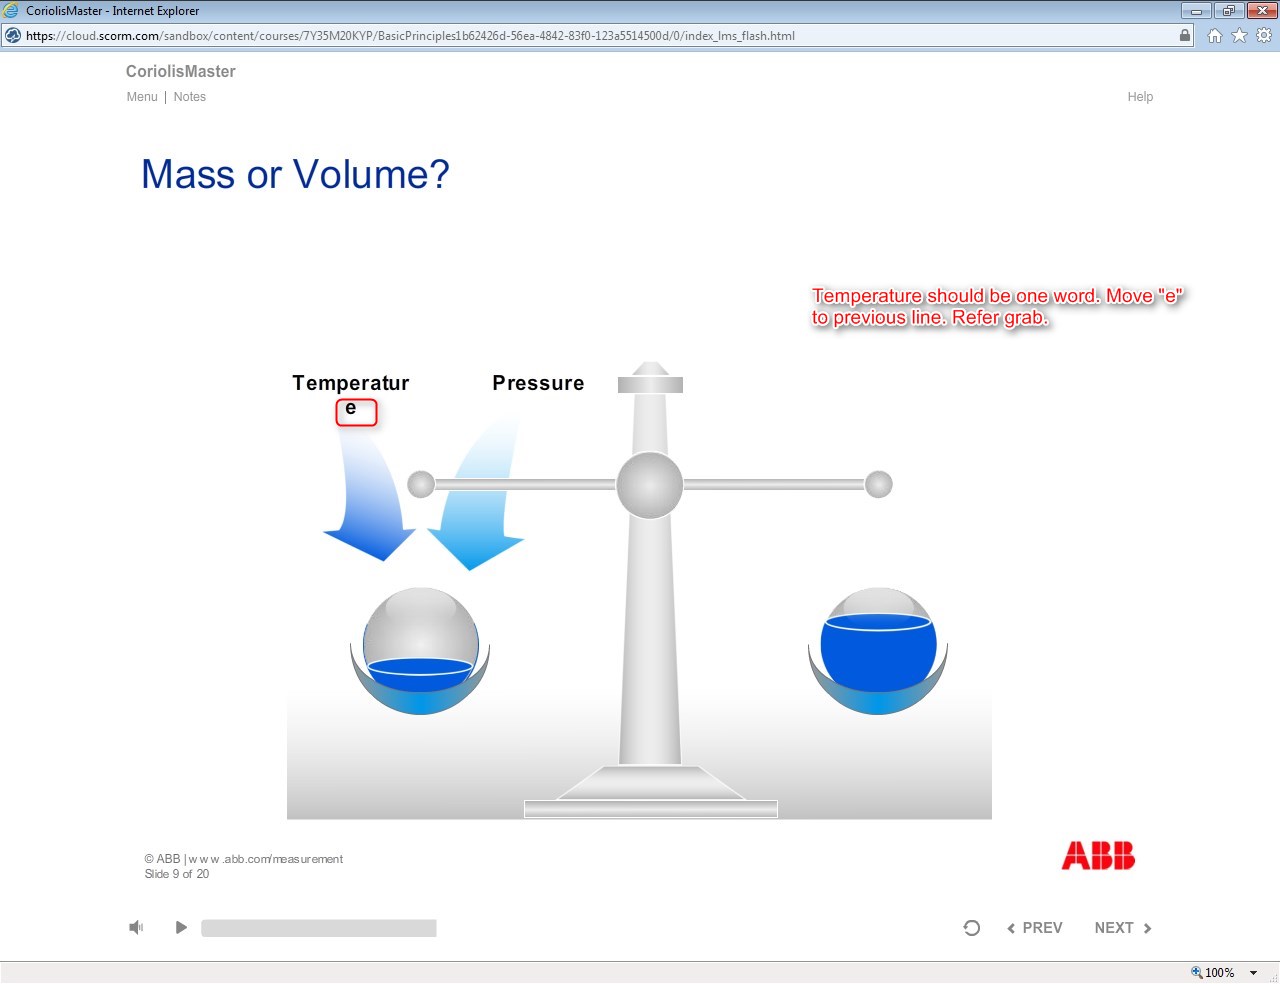 CoriolisMaster - Internet Explorer
https://cloud.scorm.com/sandbox/content/courses/7Y35M20KYP/BasicPrinciples1b62426d-56ea-4842-83f0-123a5514500d/0/index_lms_flash.html
CoriolisMaster
Menu | Notes
Help
Mass or Volume?
Temperature should be one word. Move "e"
to previous line. Refer grab.
Temperatur
e
Pressure
© ABB | www.abb.com/measurement
Slide 9 of 20
ABB
PREV
NEXT
100%